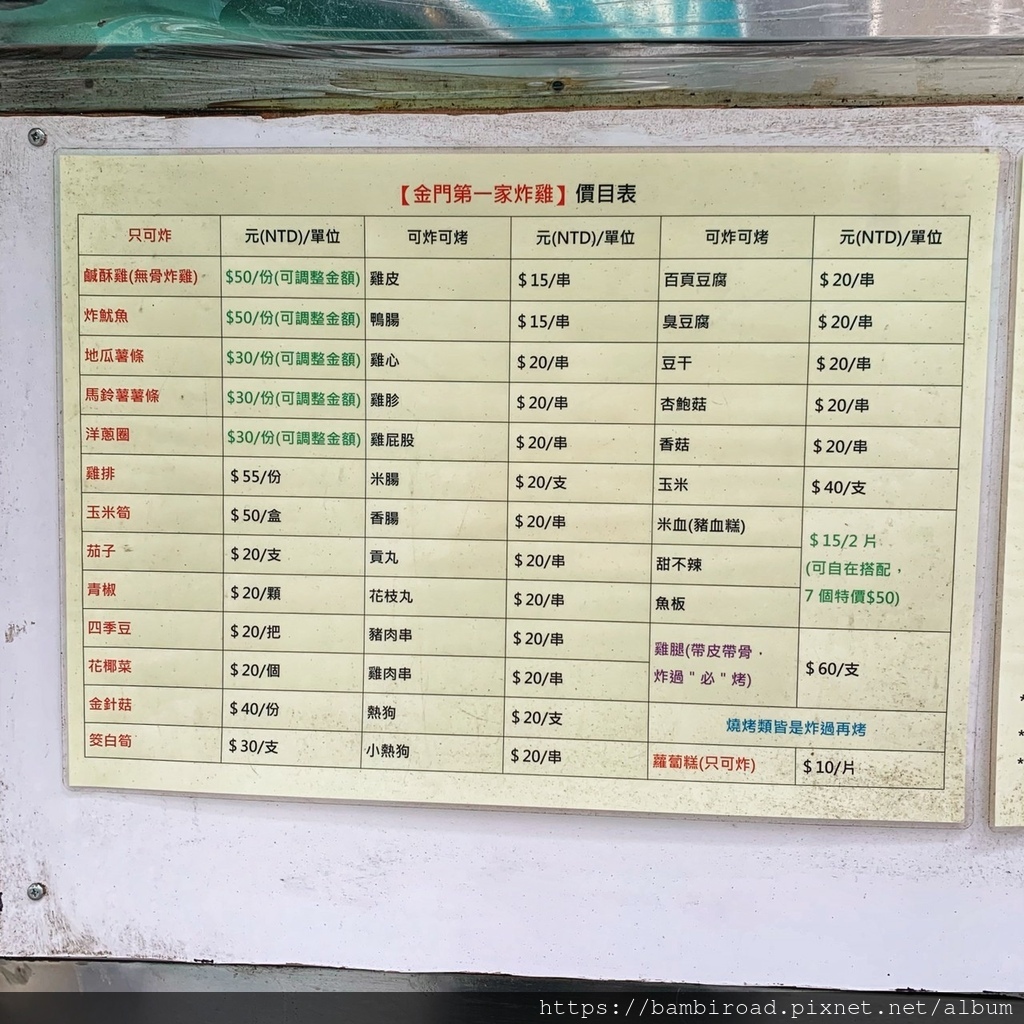 【金門第一家炸雞】價目表
只可炸 元(NTD)/單位 可炸可烤 元(NTD)/單位 可炸可烤 元(NTD)/單位
鹹酥雞(無骨炸雞) $50/份(可調整金額) 雞皮 $15/串 百頁豆腐 $20/串
炸魷魚 $50/份(可調整金額) 鴨腸 $15/串 臭豆腐 $20/串
地瓜薯條 $30/份(可調整金額) 雞心 $20/串 豆干 $20/串
馬鈴薯薯條 $30/份(可調整金額) 雞胗 $20/串 杏鮑菇 $20/串
洋蔥圈 $30/份(可調整金額) 雞屁股 $20/串 香菇 $20/串
雞排 $55/份 米腸 $20/支 玉米 $40/支
玉米筍 $50/盒 香腸 $20/串 米血(豬血糕)
茄子 $20/支 貢丸 $20/串 甜不辣
青椒 $20/顆 花枝丸 $20/串 魚板
$15/2 片
(可自在搭配，
7 個特價$50)
四季豆 $20/把 豬肉串 $20/串
花椰菜 $20/個 雞肉串 $20/串
雞腿(帶皮帶骨，
炸過"必"烤)
$60/支
金針菇 $40/份 熱狗 $20/支 燒烤類皆是炸過再烤
筊白筍 $30/支 小熱狗 $20/串 蘿蔔糕(只可炸) $10/片
*
*
*
https://bambiroad.pixnet.net/album